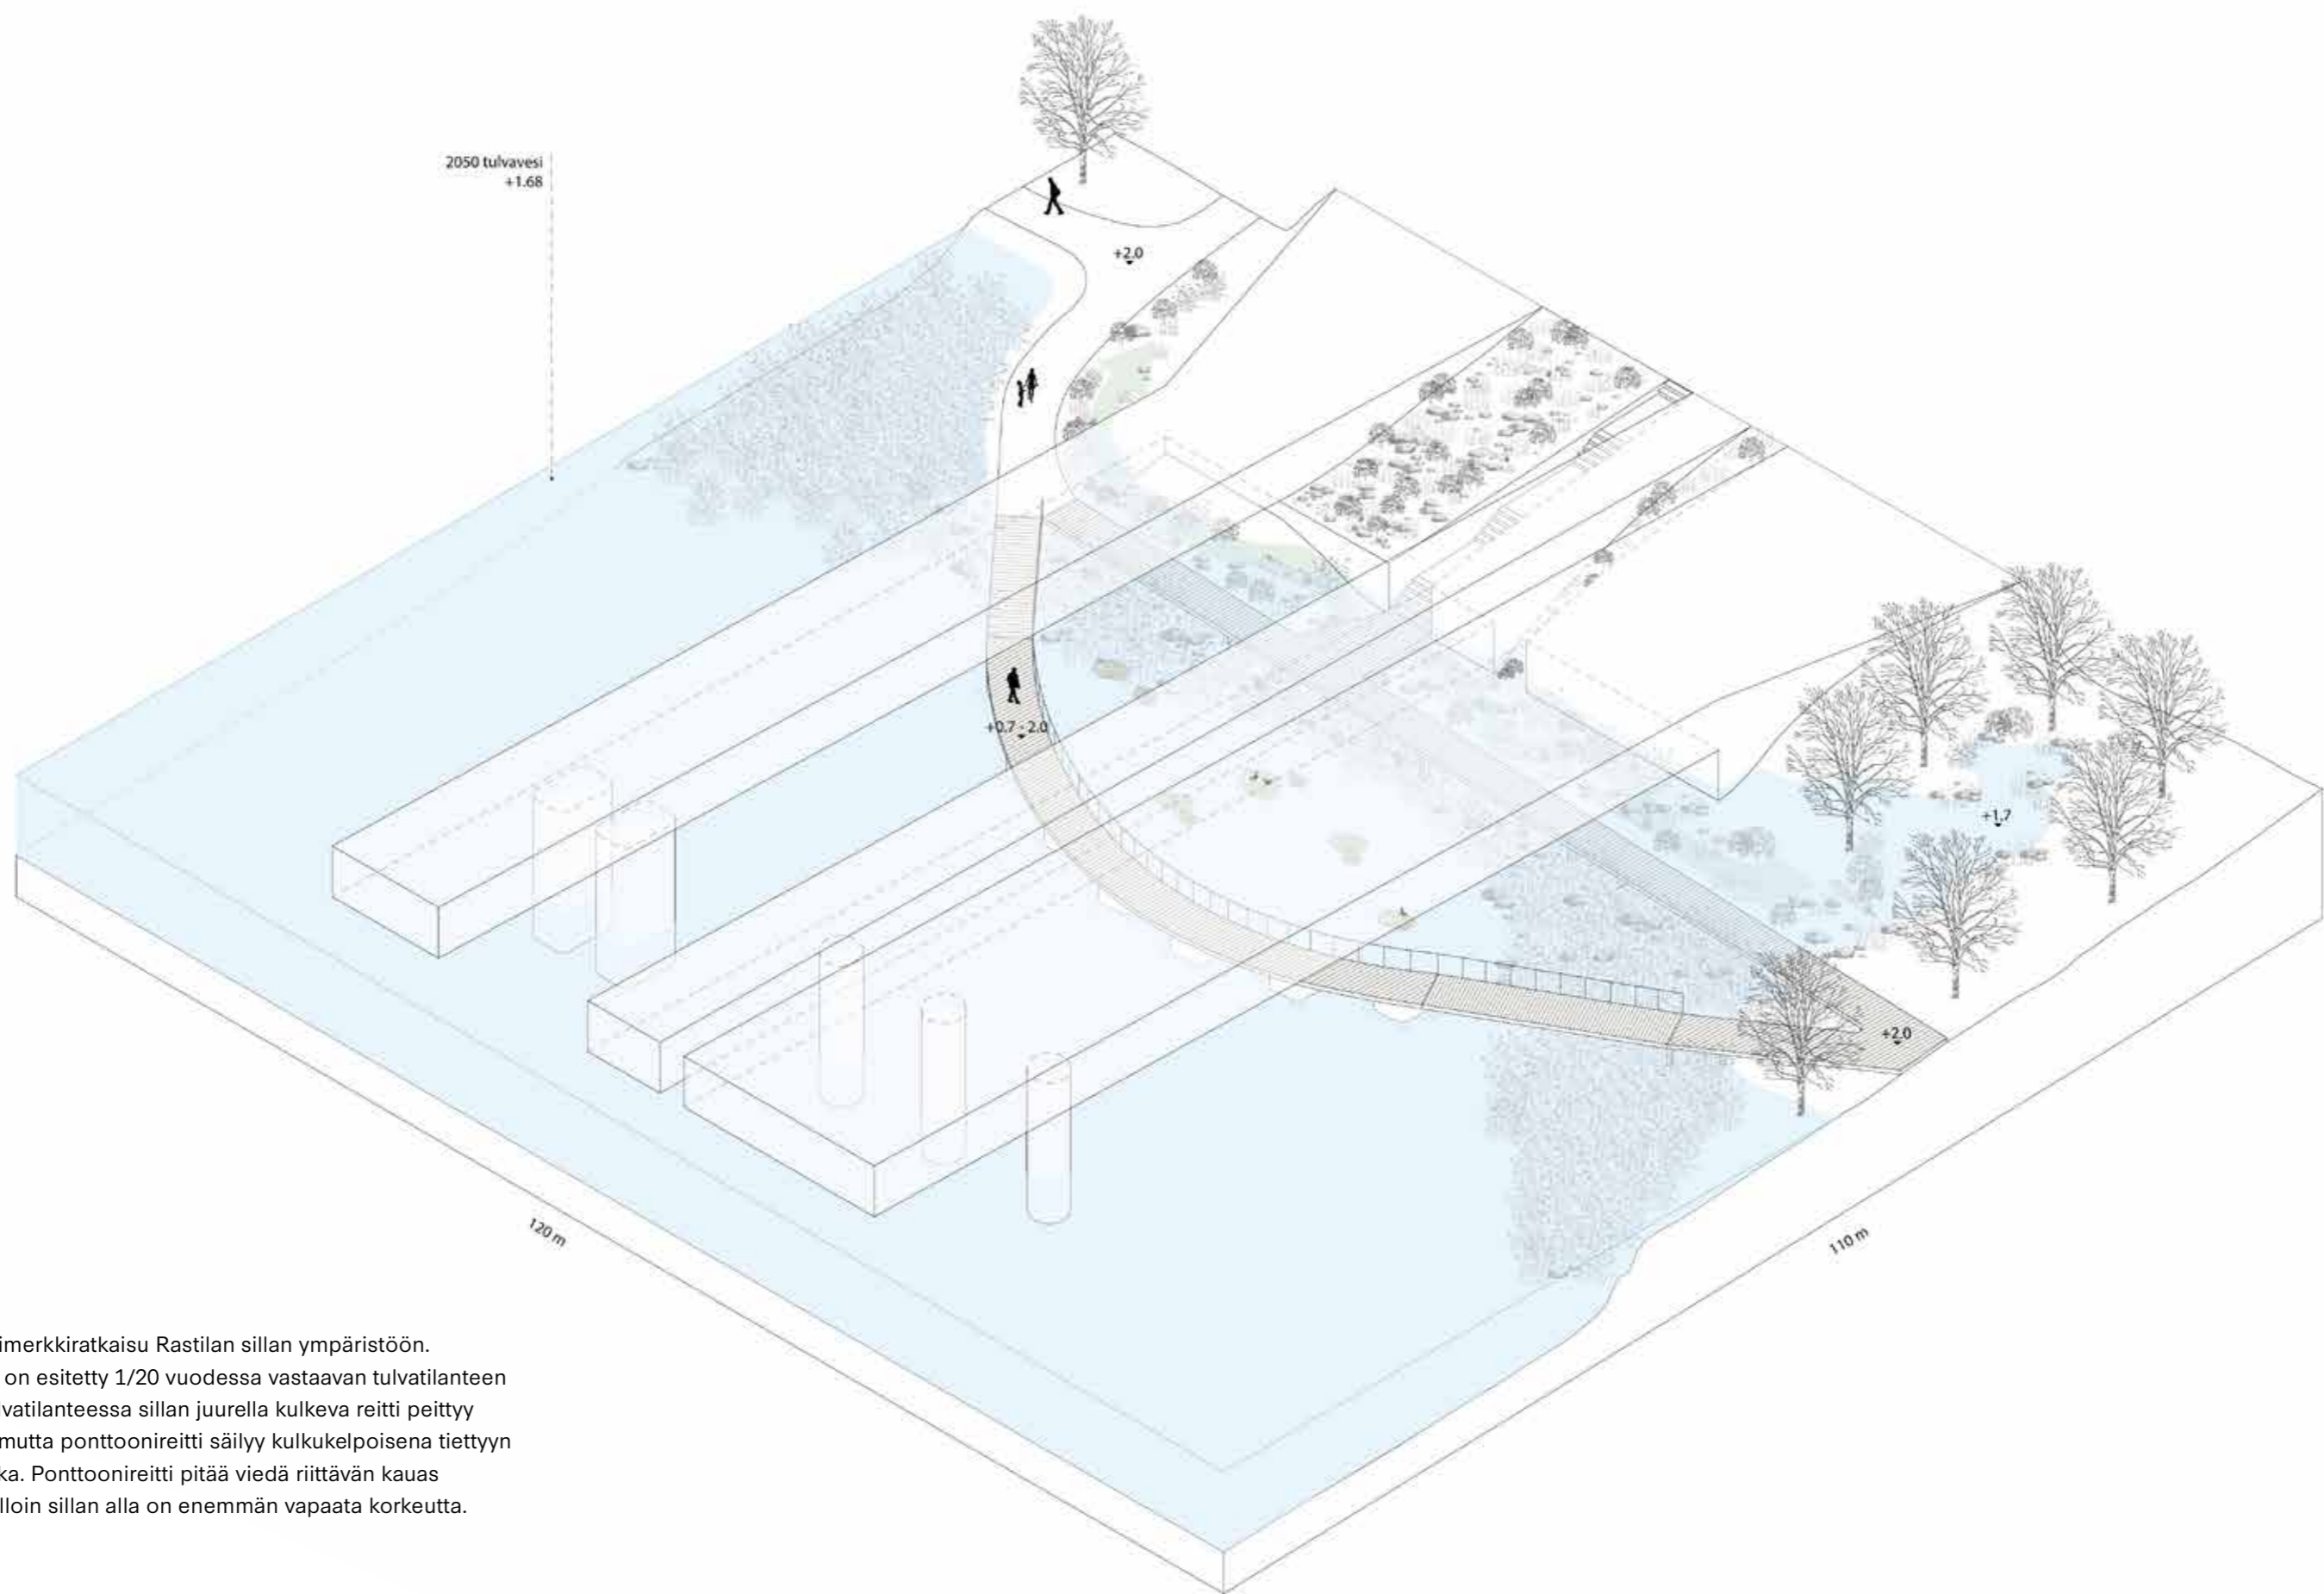 2050 tulvavesi
+1.68
+2.0
+0.7 - 2.0
+1.7
+2.0
120 m
110 m
imerkkiratkaisu Rastilan sillan ympäristöön.
on esitetty 1/20 vuodessa vastaavan tulvatilanteen
lvatilanteessa sillan juurella kulkeva reitti peittyy
mutta ponttoonireitti säilyy kulkukelpoisena tiettyyn
ka. Ponttoonireitti pitää viedä riittävän kauas
lloin sillan alla on enemmän vapaata korkeutta.